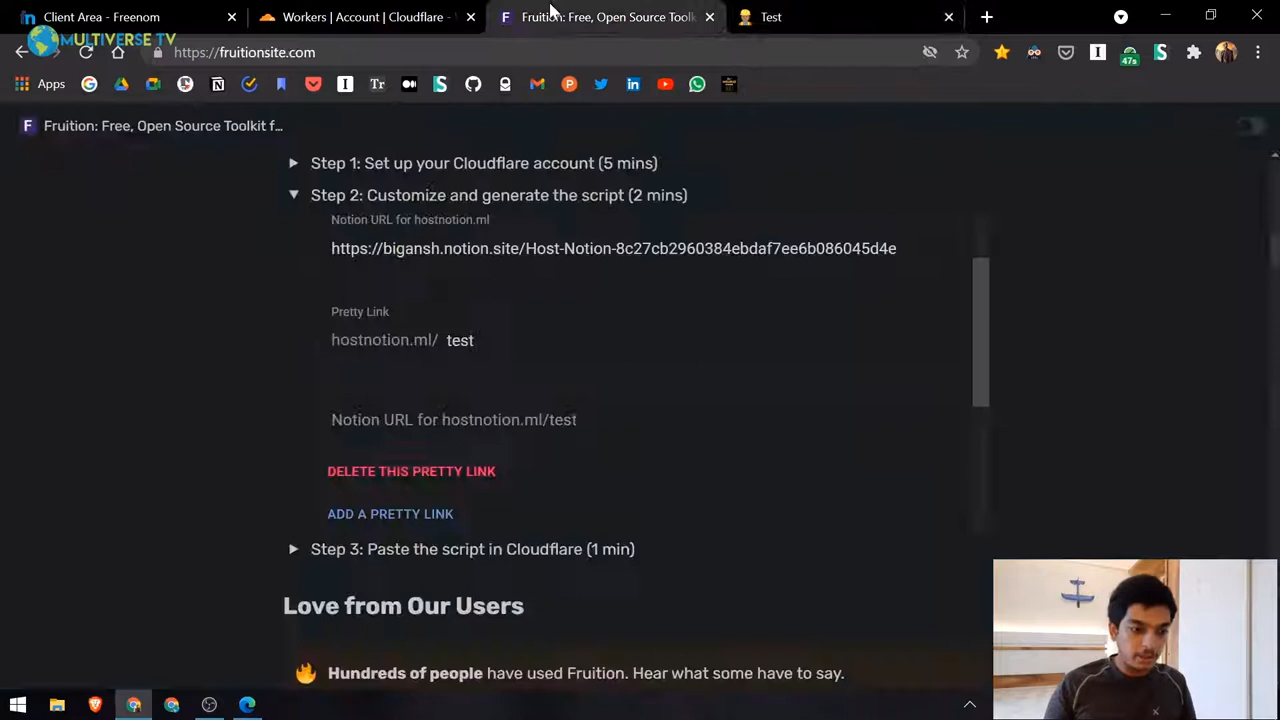 Client Area - Freenom
Workers | Account | Cloudflare -
Fruition: Free, Open Source Toolk
Test
MULTIVERSE TV
https://fruitionsite.com
47s
Apps
Fruition: Free, Open Source Toolkit f...
Step 1: Set up your Cloudflare account (5 mins)
Step 2: Customize and generate the script (2 mins)
Notion URL for hostnotion.ml
https://bigansh.notion.site/Host-Notion-8c27cb2960384ebdaf7ee6b086045d4e
Pretty Link
hostnotion.ml/ test
Notion URL for hostnotion.ml/test
DELETE THIS PRETTY LINK
ADD A PRETTY LINK
Step 3: Paste the script in Cloudflare (1 min)
Love from Our Users
Hundreds of people have used Fruition. Hear what some have to say.